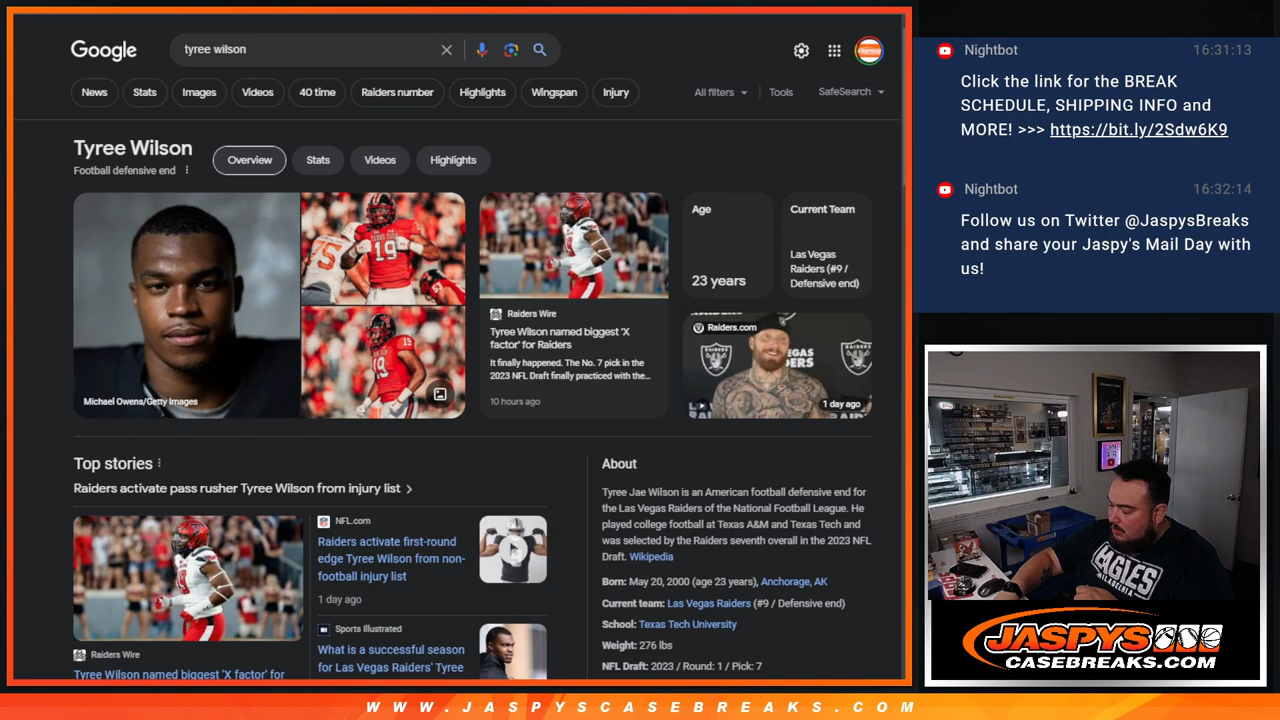 Google
tyree wilson
News
Stats
Images
Videos
40 time
Raiders number
Highlights
Wingspan
Injury
All filters
Tools
SafeSearch
Tyree Wilson
Football defensive end
Overview
Stats
Videos
Highlights
Michael Owens/Getty Images
Raiders Wire
Tyree Wilson named biggest 'X
factor' for Raiders
It finally happened. The No. 7 pick in the
2023 NFL Draft finally practiced with the...
10 hours ago
Age
23 years
Current Team
Las Vegas
Raiders (#9 /
Defensive end)
Raiders.com
1 day ago
Top stories
Raiders activate pass rusher Tyree Wilson from injury list
Raiders Wire
Tyree Wilson named biggest 'X factor' for
NFL.com
Raiders activate first-round
edge Tyree Wilson from non-
football injury list
1 day ago
Sports Illustrated
What is a successful season
for Las Vegas Raiders' Tyree
About
Tyree Jae Wilson is an American football defensive end for
the Las Vegas Raiders of the National Football League. He
played college football at Texas A&M and Texas Tech and
was selected by the Raiders seventh overall in the 2023 NFL
Draft. Wikipedia
Born: May 20, 2000 (age 23 years), Anchorage, AK
Current team: Las Vegas Raiders (#9 / Defensive end)
School: Texas Tech University
Weight: 276 lbs
NFL Draft: 2023 / Round: 1 / Pick: 7
Nightbot 16:31:13
Click the link for the BREAK
SCHEDULE, SHIPPING INFO and
MORE! >>> https://bit.ly/2Sdw6K9
Nightbot 16:32:14
Follow us on Twitter @JaspysBreaks
and share your Jaspy's Mail Day with
us!
EAGLES
PHILADELPHIA
JASPYS
CASEBREAKS.COM
WWW.JASPYSCASEBREAKS.COM